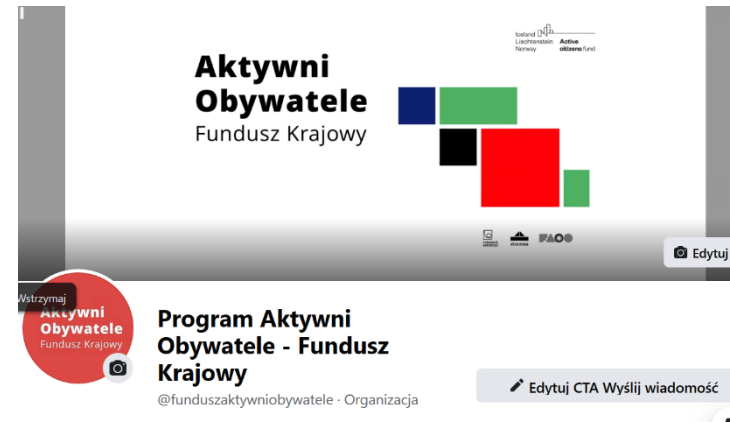 Iceland
Liechtenstein Active
Norway citizens fund
Aktywni
Obywatele
Fundusz Krajowy
FAOO
Edytuj
Wstrzymaj
Aktywni
Obywatele
Fundusz Krajowy
Program Aktywni
Obywatele - Fundusz
Krajowy
@funduszaktywniobywatele · Organizacja
Edytuj CTA Wyślij wiadomość